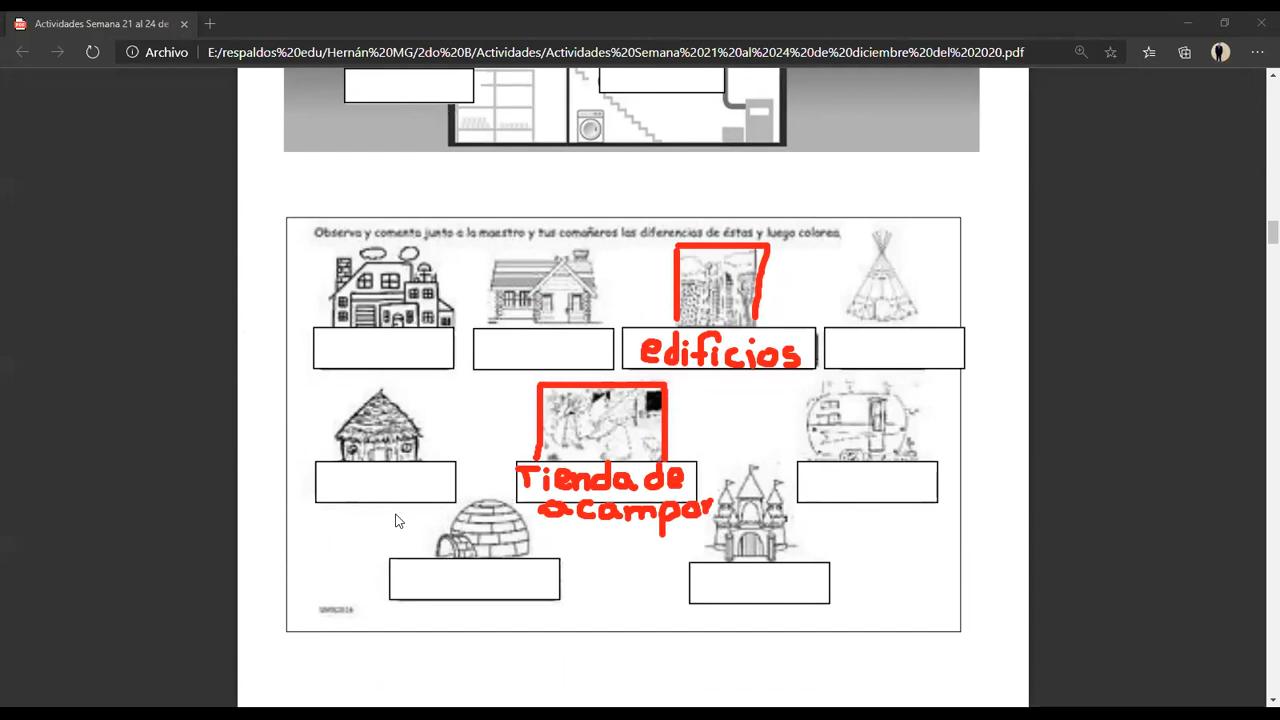 Actividades Semana 21 al 24 de
Archivo
E:/respaldos%20edu/Hernán%20MG/2do%20B/Actividades/Actividades%20Semana%2021%20al%2024%20de%20diciembre%20del%202020.pdf
Observa y comenta junto a la maestro y tus comañeros las diferencias de éstas y luego colorea.
edificios
Tienda de
acampar